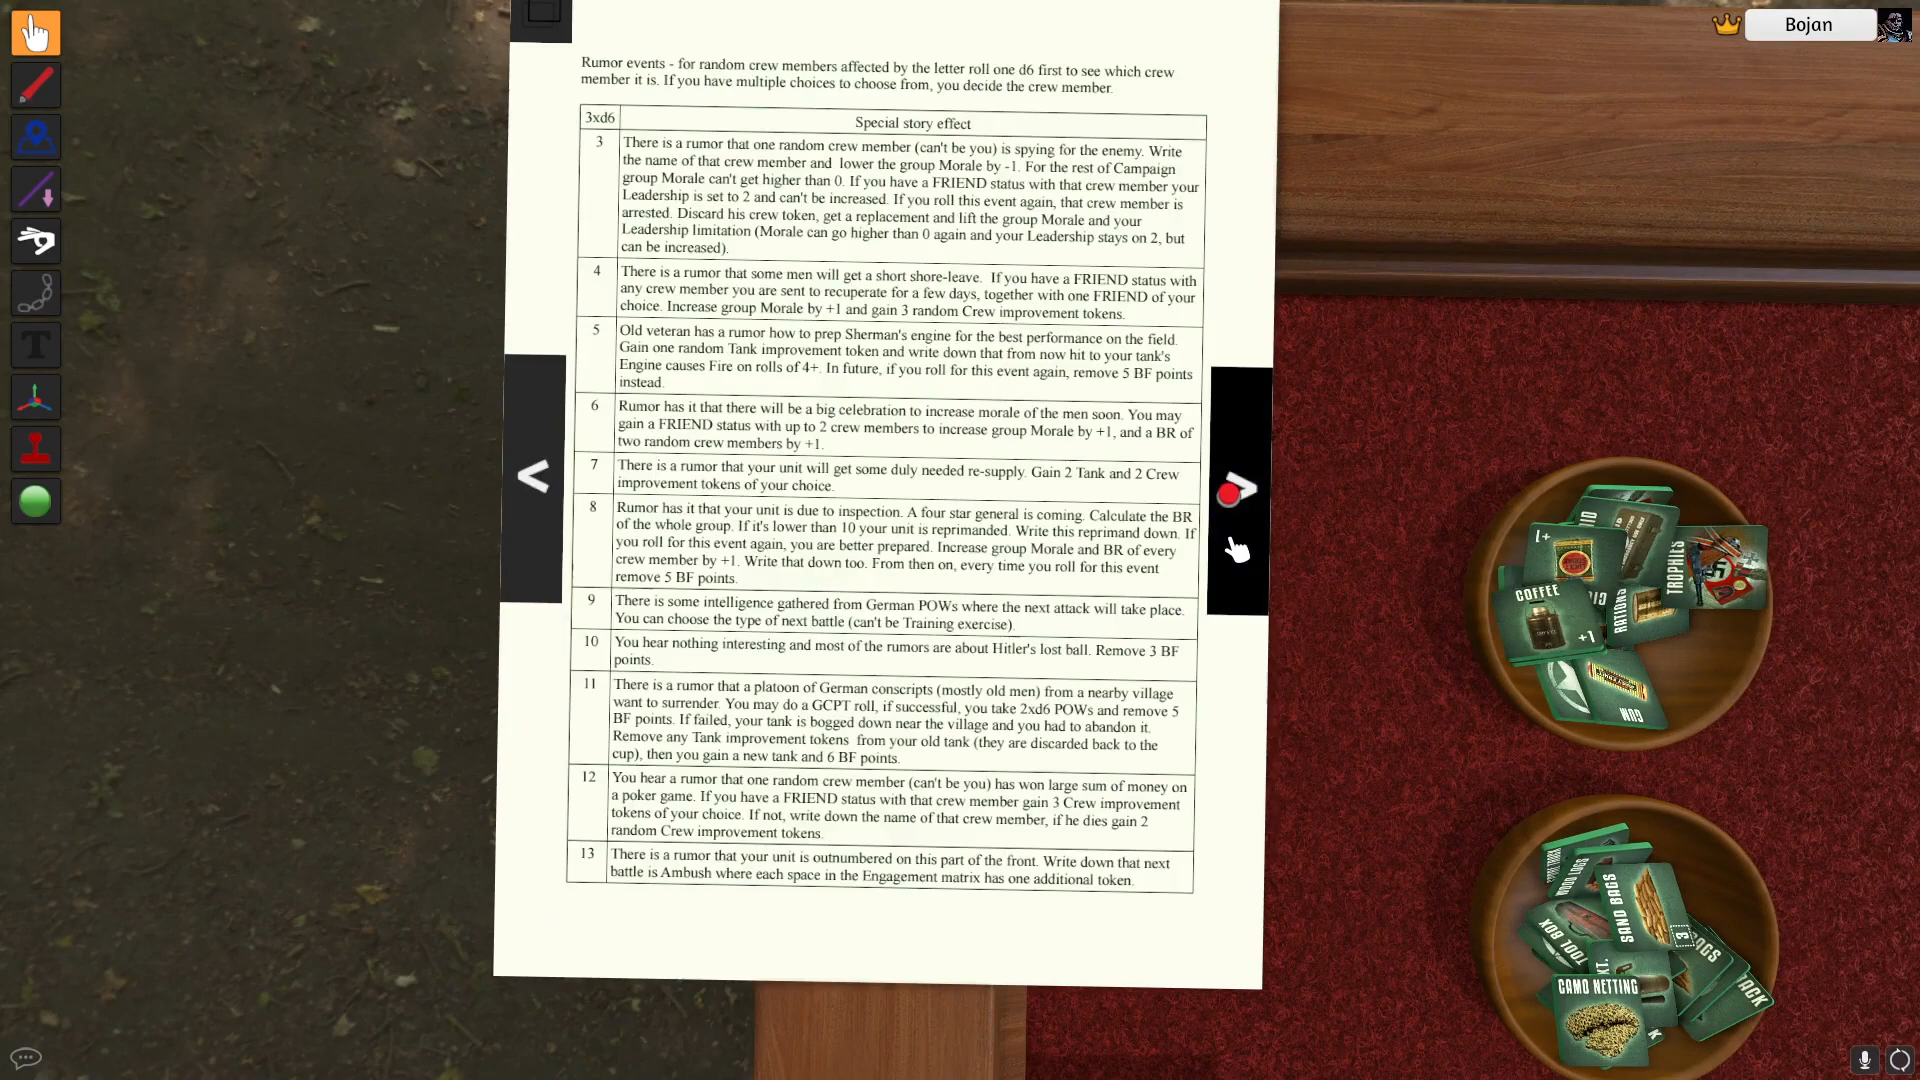 Bojan
Rumor events - for random crew members affected by the letter roll one d6 first to see which crew
member it is. If you have multiple choices to choose from, you decide the crew member.
3xd6 Special story effect
3 There is a rumor that one random crew member (can't be you) is spying for the enemy. Write
the name of that crew member and lower the group Morale by -1. For the rest of Campaign
group Morale can't get higher than 0. If you have a FRIEND status with that crew member your
Leadership is set to 2 and can't be increased. If you roll this event again, that crew member is
arrested. Discard his crew token, get a replacement and lift the group Morale and your
Leadership limitation (Morale can go higher than 0 again and your Leadership stays on 2, but
can be increased).
4 There is a rumor that some men will get a short shore-leave. If you have a FRIEND status with
any crew member you are sent to recuperate for a few days, together with one FRIEND of your
choice. Increase group Morale by +1 and gain 3 random Crew improvement tokens.
5 Old veteran has a rumor how to prep Sherman's engine for the best performance on the field.
Gain one random Tank improvement token and write down that from now hit to your tank's
Engine causes Fire on rolls of 4+. In future, if you roll for this event again, remove 5 BF points
instead.
6 Rumor has it that there will be a big celebration to increase morale of the men soon. You may
gain a FRIEND status with up to 2 crew members to increase group Morale by +1, and a BR of
two random crew members by +1.
7 There is a rumor that your unit will get some duly needed re-supply. Gain 2 Tank and 2 Crew
improvement tokens of your choice.
8 Rumor has it that your unit is due to inspection. A four star general is coming. Calculate the BR
of the whole group. If it's lower than 10 your unit is reprimanded. Write this reprimand down. If
you roll for this event again, you are better prepared. Increase group Morale and BR of every
crew member by +1. Write that down too. From then on, every time you roll for this event
remove 5 BF points.
9 There is some intelligence gathered from German POWs where the next attack will take place.
You can choose the type of next battle (can't be Training exercise).
10 You hear nothing interesting and most of the rumors are about Hitler's lost ball. Remove 3 BF
points.
11 There is a rumor that a platoon of German conscripts (mostly old men) from a nearby village
want to surrender. You may do a GCPT roll, if successful, you take 2xd6 POWs and remove 5
BF points. If failed, your tank is bogged down near the village and you had to abandon it.
Remove any Tank improvement tokens from your old tank (they are discarded back to the
cup), then you gain a new tank and 6 BF points.
12 You hear a rumor that one random crew member (can't be you) has won large sum of money on
a poker game. If you have a FRIEND status with that crew member gain 3 Crew improvement
tokens of your choice. If not, write down the name of that crew member, if he dies gain 2
random Crew improvement tokens.
13 There is a rumor that your unit is outnumbered on this part of the front. Write down that next
battle is Ambush where each space in the Engagement matrix has one additional token.
+1
TROPHIES
COFFEE
+1
RATIONS
GUM
WOOD LOGS
SAND BAGS
3
TOOL BOX
CAMO NETTING
T